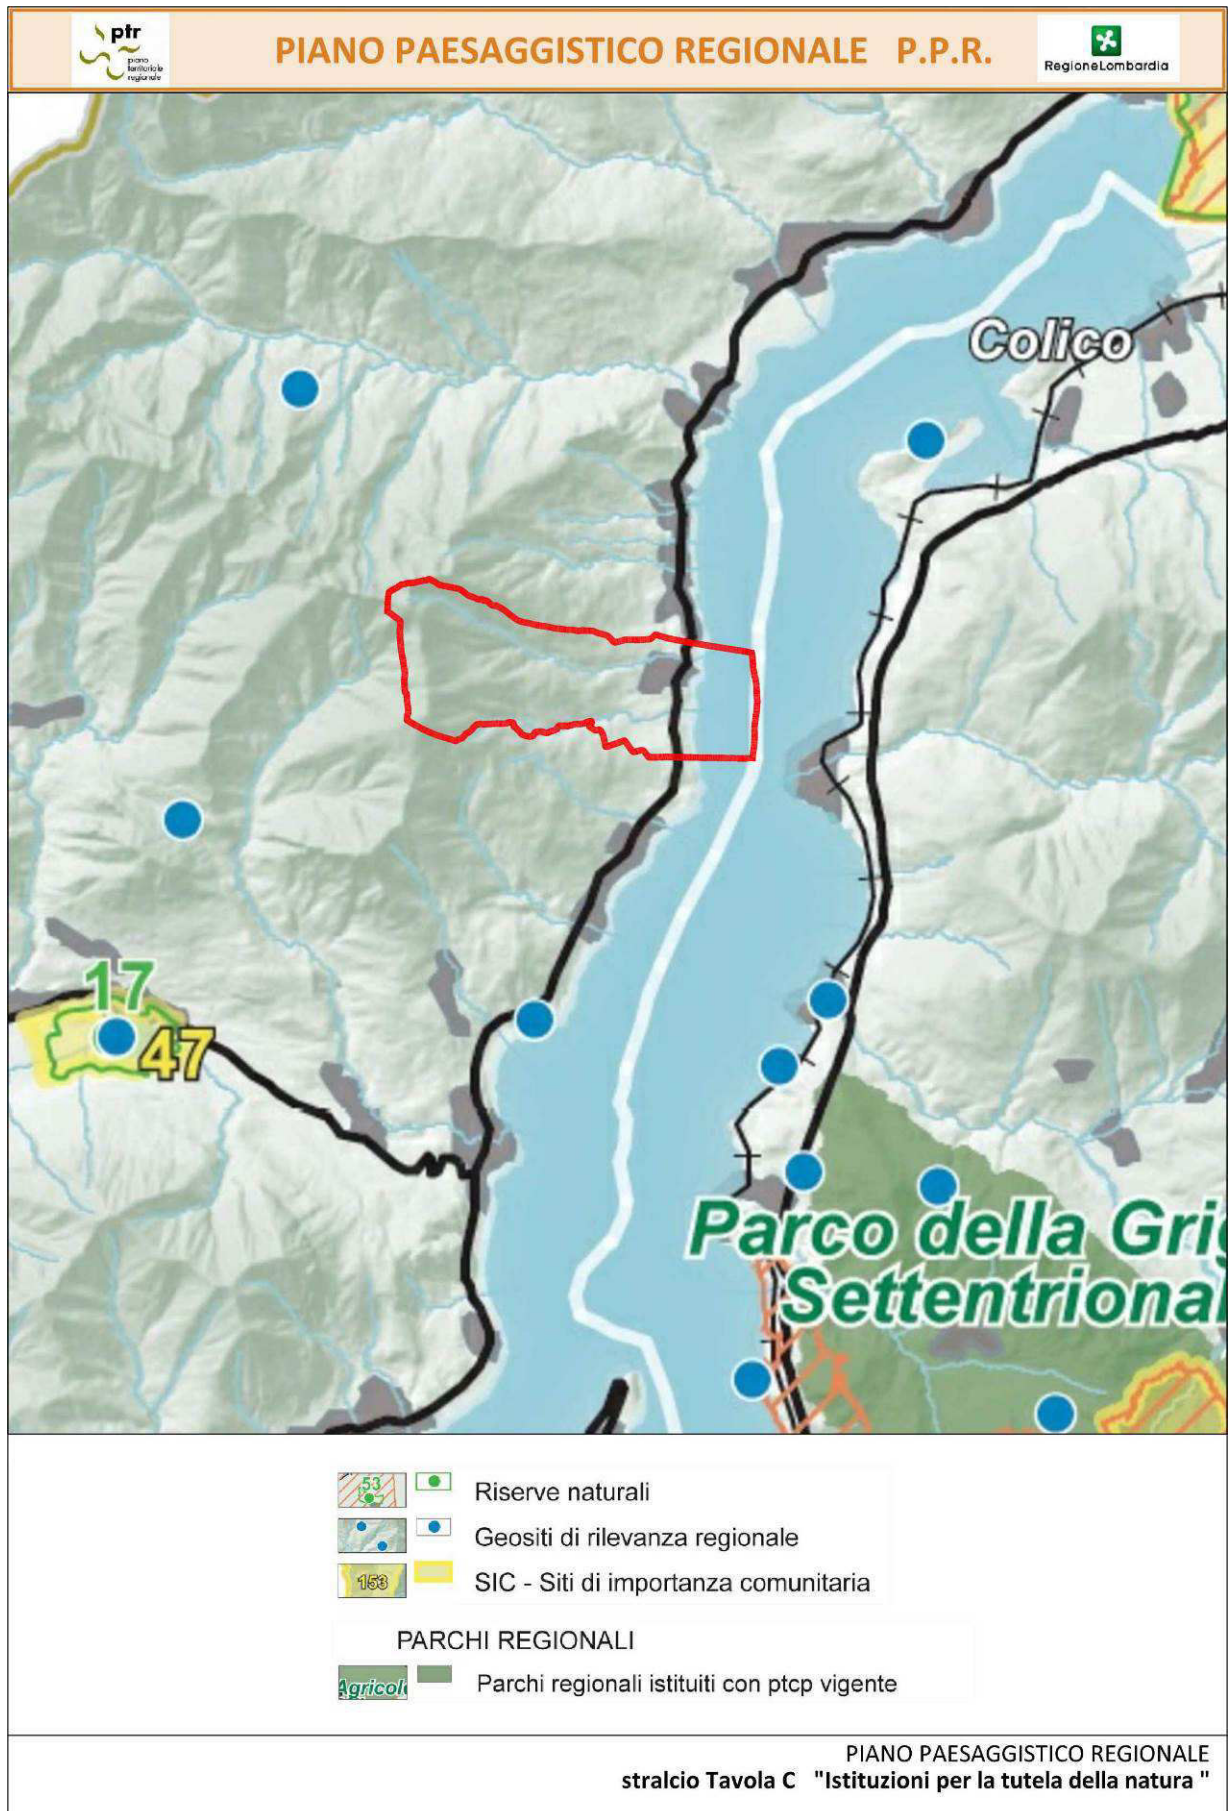 ptr
piano
territoriale
regionale
PIANO PAESAGGISTICO REGIONALE P.P.R.
RegioneLombardia
Colico
17
47
Parco della Gri
Settentriona
53
Riserve naturali
Geositi di rilevanza regionale
153
SIC - Siti di importanza comunitaria
PARCHI REGIONALI
Agricol
Parchi regionali istituiti con ptcp vigente
PIANO PAESAGGISTICO REGIONALE
stralcio Tavola C "Istituzioni per la tutela della natura "